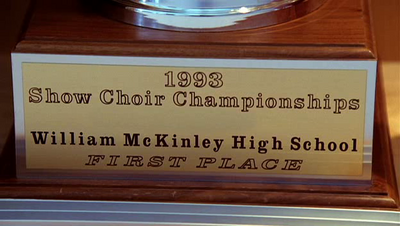 1993
Show Choir Championships
William McKinley High School
FIRST PLACE